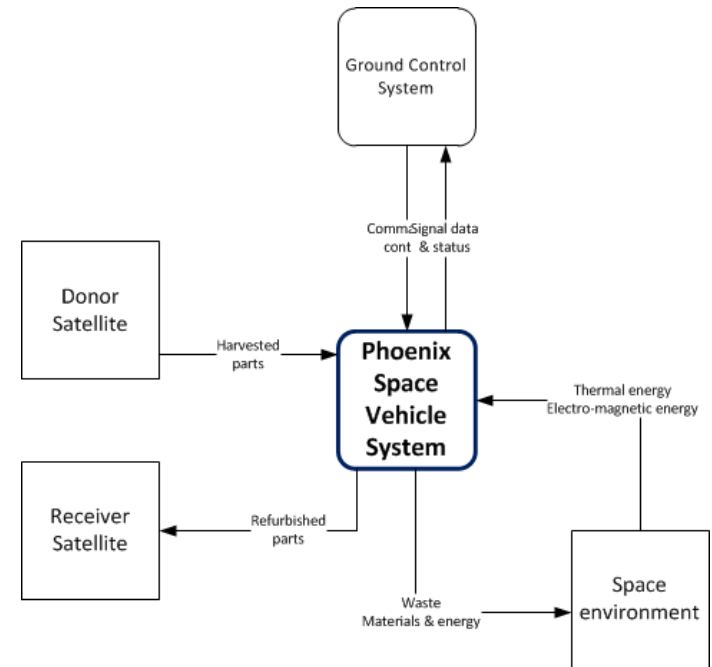 Ground Control
System
Signal data
cont & status
Donor
Satellite
Harvested
parts
Phoenix
Space
Vehicle
System
Thermal energy
Electro-magnetic energy
Receiver
Satellite
Refurbished
parts
Space
environment
Waste
Materials & energy